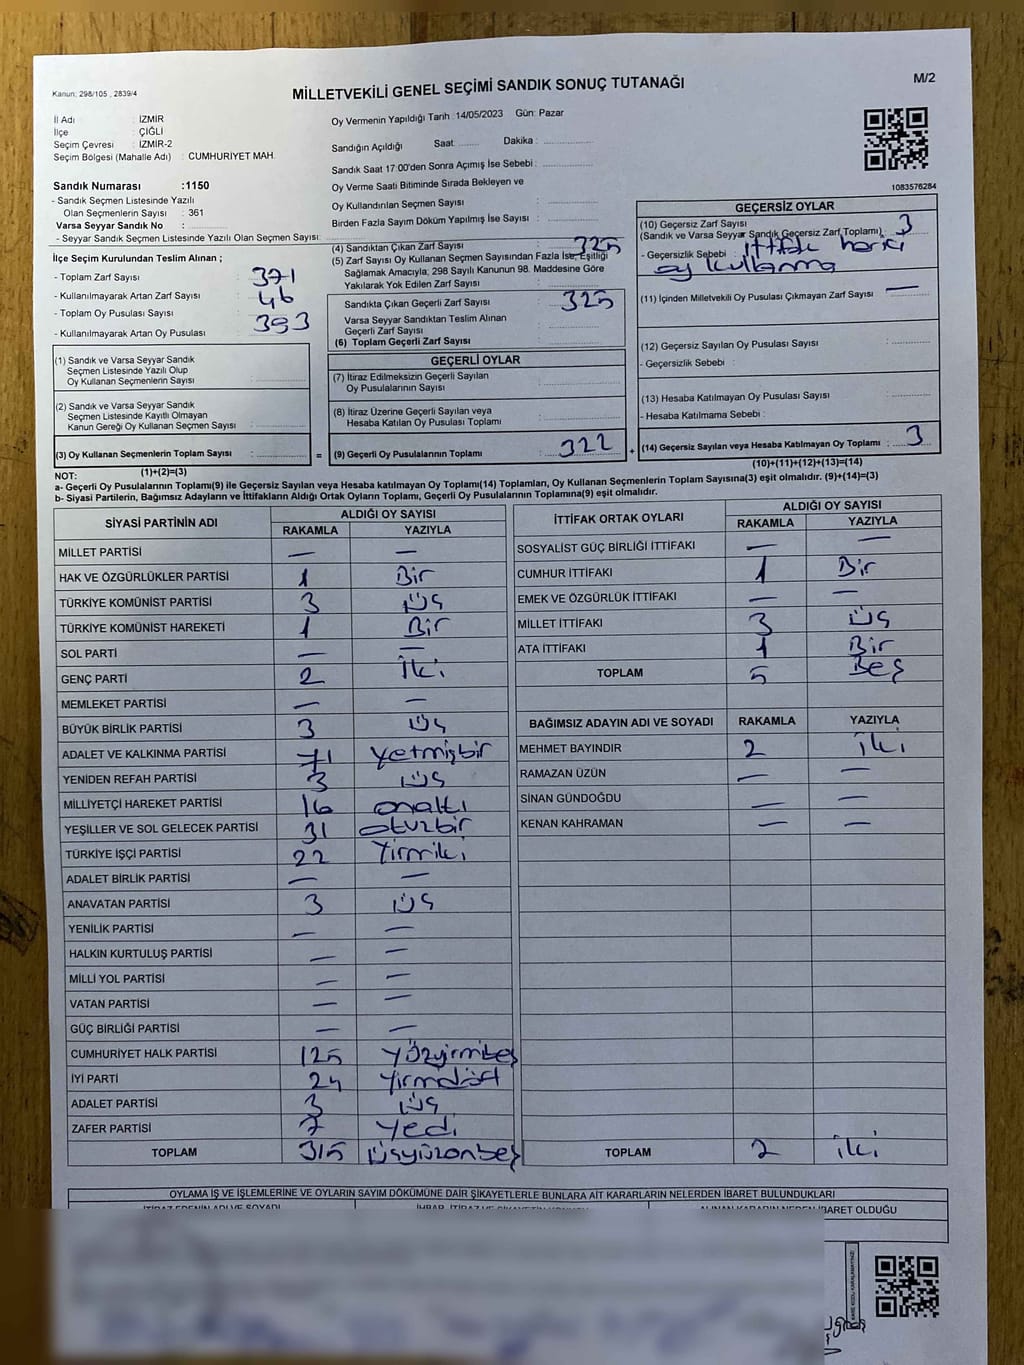 Kanun: 298/105 , 2839/4
MİLLETVEKİLİ GENEL SEÇİMİ SANDIK SONUÇ TUTANAĞI
M/2
İl Adı : İZMİR
İlçe : ÇİĞLİ
Seçim Çevresi : İZMİR-2
Seçim Bölgesi (Mahalle Adı) : CUMHURİYET MAH.
Sandık Numarası :1150
- Sandık Seçmen Listesinde Yazılı
Olan Seçmenlerin Sayısı : 361
Varsa Seyyar Sandık No :
- Seyyar Sandık Seçmen Listesinde Yazılı Olan Seçmen Sayısı:
Oy Vermenin Yapıldığı Tarih :14/05/2023 Gün: Pazar
Sandığın Açıldığı Saat: Dakika :
Sandık Saat 17:00'den Sonra Açımış İse Sebebi :
Oy Verme Saati Bitiminde Sırada Bekleyen ve
Oy Kullandırılan Seçmen Sayısı :
Birden Fazla Sayım Döküm Yapılmış İse Sayısı :
1083576284
İlçe Seçim Kurulundan Teslim Alınan ;
- Toplam Zarf Sayısı : 371
- Kullanılmayarak Artan Zarf Sayısı : 46
- Toplam Oy Pusulası Sayısı : 393
- Kullanılmayarak Artan Oy Pusulası :
(4) Sandıktan Çıkan Zarf Sayısı : 325
(5) Zarf Sayısı Oy Kullanan Seçmen Sayısından Fazla İse, Eşitliği
Sağlamak Amacıyla; 298 Sayılı Kanunun 98. Maddesine Göre
Yakılarak Yok Edilen Zarf Sayısı :
Sandıkta Çıkan Geçerli Zarf Sayısı : 325
Varsa Seyyar Sandıktan Teslim Alınan
Geçerli Zarf Sayısı :
(6) Toplam Geçerli Zarf Sayısı :
GEÇERSİZ OYLAR
(10) Geçersiz Zarf Sayısı : 3
(Sandık ve Varsa Seyyar Sandık Geçersiz Zarf Toplamı)
- Geçersizlik Sebebi : ittifak harici
oy kullanma
(11) İçinden Milletvekili Oy Pusulası Çıkmayan Zarf Sayısı : —
(12) Geçersiz Sayılan Oy Pusulası Sayısı :
- Geçersizlik Sebebi :
(13) Hesaba Katılmayan Oy Pusulası Sayısı :
- Hesaba Katılmama Sebebi :
(14) Geçersiz Sayılan veya Hesaba Katılmayan Oy Toplamı : 3
(10)+(11)+(12)+(13)=(14)
(1) Sandık ve Varsa Seyyar Sandık
Seçmen Listesinde Yazılı Olup
Oy Kullanan Seçmenlerin Sayısı :
(2) Sandık ve Varsa Seyyar Sandık
Seçmen Listesinde Kayıtlı Olmayan
Kanun Gereği Oy Kullanan Seçmen Sayısı :
(3) Oy Kullanan Seçmenlerin Toplam Sayısı : =
(1)+(2)=(3)
GEÇERLİ OYLAR
(7) İtiraz Edilmeksizin Geçerli Sayılan
Oy Pusulalarının Sayısı :
(8) İtiraz Üzerine Geçerli Sayılan veya
Hesaba Katılan Oy Pusulası Toplamı :
(9) Geçerli Oy Pusulalarının Toplamı : 322 +
NOT:
a- Geçerli Oy Pusulasının Toplamı(9) ile Geçersiz Sayılan veya Hesaba Katılmayan Oy Toplamı(14) Toplamları, Oy Kullanan Seçmenlerin Toplam Sayısına(3) eşit olmalıdır. (9)+(14)=(3)
b- Siyasi Partilerin, Bağımsız Adayların ve İttifakların Aldığı Ortak Oyların Toplamı, Geçerli Oy Pusulalarının Toplamına(9) eşit olmalıdır.
SİYASİ PARTİNİN ADI ALDIĞI OY SAYISI
RAKAMLA YAZIYLA
MİLLET PARTİSİ — —
HAK VE ÖZGÜRLÜKLER PARTİSİ 1 Bir
TÜRKİYE KOMÜNİST PARTİSİ 3 Üç
TÜRKİYE KOMÜNİST HAREKETİ 1 Bir
SOL PARTİ — —
GENÇ PARTİ 2 İki
MEMLEKET PARTİSİ — —
BÜYÜK BİRLİK PARTİSİ 3 Üç
ADALET VE KALKINMA PARTİSİ 71 Yetmişbir
YENİDEN REFAH PARTİSİ 3 Üç
MİLLİYETÇİ HAREKET PARTİSİ 16 onaltı
YEŞİLLER VE SOL GELECEK PARTİSİ 31 otuzbir
TÜRKİYE İŞÇİ PARTİSİ 22 Yirmiiki
ADALET BİRLİK PARTİSİ — —
ANAVATAN PARTİSİ 3 Üç
YENİLİK PARTİSİ — —
HALKIN KURTULUŞ PARTİSİ — —
MİLLİ YOL PARTİSİ — —
VATAN PARTİSİ — —
GÜÇ BİRLİĞİ PARTİSİ — —
CUMHURİYET HALK PARTİSİ 125 Yüzyirmibeş
İYİ PARTİ 24 Yirmidört
ADALET PARTİSİ 3 Üç
ZAFER PARTİSİ 7 Yedi
TOPLAM 315 Üçyüzonbeş
İTTİFAK ORTAK OYLARI ALDIĞI OY SAYISI
RAKAMLA YAZIYLA
SOSYALİST GÜÇ BİRLİĞİ İTTİFAKI — —
CUMHUR İTTİFAKI 1 Bir
EMEK VE ÖZGÜRLÜK İTTİFAKI — —
MİLLET İTTİFAKI 3 Üç
ATA İTTİFAKI 1 Bir
TOPLAM 5 Beş
BAĞIMSIZ ADAYIN ADI VE SOYADI RAKAMLA YAZIYLA
MEHMET BAYINDIR 2 İki
RAMAZAN ÜZÜN — —
SİNAN GÜNDOĞDU — —
KENAN KAHRAMAN — —
TOPLAM 2 İki
OYLAMA İŞ VE İŞLEMLERİNE VE OYLARIN SAYIM DÖKÜMÜNE DAİR ŞİKAYETLERLE BUNLARA AİT KARARLARIN NELERDEN İBARET BULUNDUKLARI
İTİRAZ EDENİN ADI VE SOYADI
ALINAN KARARIN NEDEN İBARET OLDUĞU